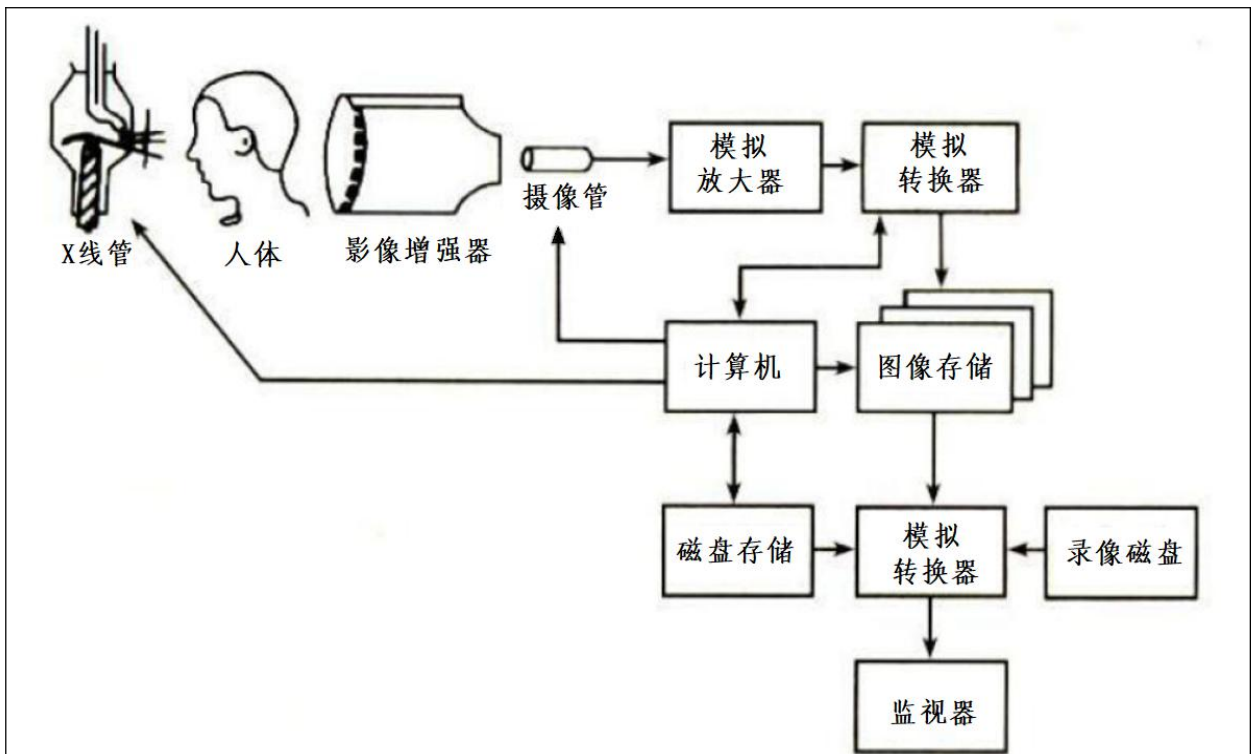 模拟
放大器
模拟
转换器
摄像管
X线管
人体
影像增强器
计算机
图像存储
磁盘存储
模拟
转换器
录像磁盘
监视器